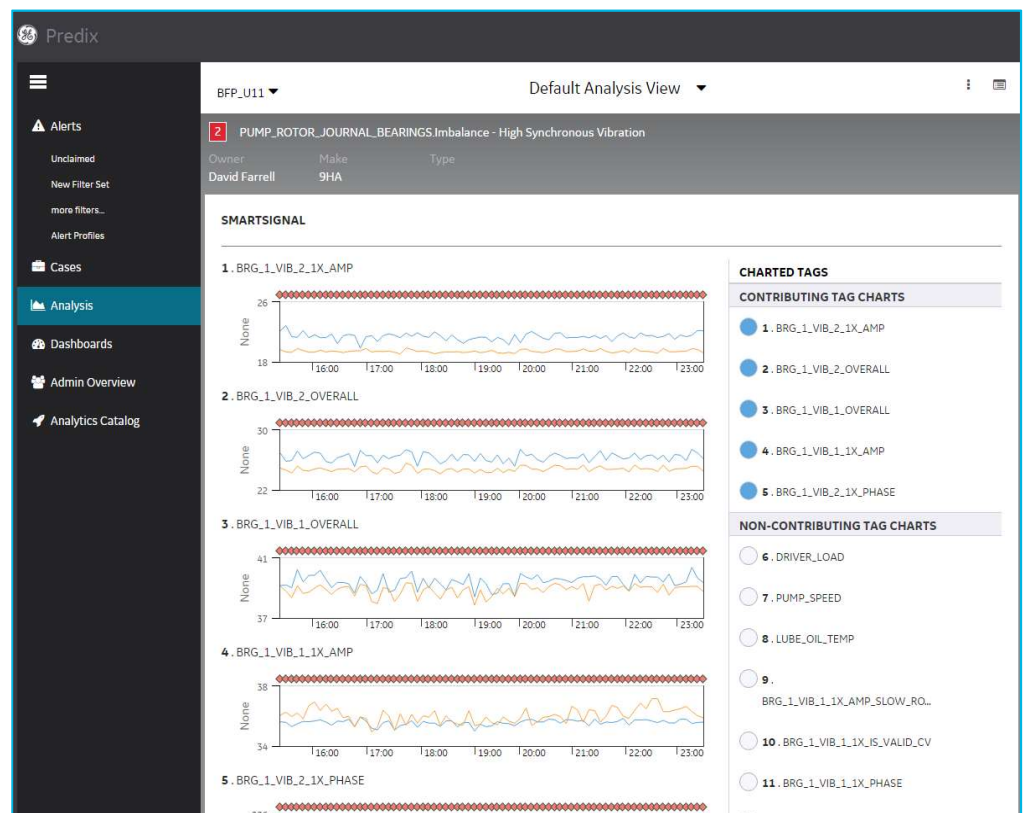 Predix
BFP_U11
Default Analysis View
Alerts
Unclaimed
New Filter Set
more filters...
Alert Profiles
Cases
Analysis
Dashboards
Admin Overview
Analytics Catalog
2 PUMP_ROTOR_JOURNAL_BEARINGS.Imbalance - High Synchronous Vibration
Owner Make Type
David Farrell 9HA
SMARTSIGNAL
1 . BRG_1_VIB_2_1X_AMP
26
None
18
16:00 17:00 18:00 19:00 20:00 21:00 22:00 23:00
2 . BRG_1_VIB_2_OVERALL
30
None
22
16:00 17:00 18:00 19:00 20:00 21:00 22:00 23:00
3 . BRG_1_VIB_1_OVERALL
41
None
37
16:00 17:00 18:00 19:00 20:00 21:00 22:00 23:00
4 . BRG_1_VIB_1_1X_AMP
38
None
34
16:00 17:00 18:00 19:00 20:00 21:00 22:00 23:00
5 . BRG_1_VIB_2_1X_PHASE
CHARTED TAGS
CONTRIBUTING TAG CHARTS
1 . BRG_1_VIB_2_1X_AMP
2 . BRG_1_VIB_2_OVERALL
3 . BRG_1_VIB_1_OVERALL
4 . BRG_1_VIB_1_1X_AMP
5 . BRG_1_VIB_2_1X_PHASE
NON-CONTRIBUTING TAG CHARTS
6 . DRIVER_LOAD
7 . PUMP_SPEED
8 . LUBE_OIL_TEMP
9 .
BRG_1_VIB_1_1X_AMP_SLOW_RO...
10 . BRG_1_VIB_1_1X_IS_VALID_CV
11 . BRG_1_VIB_1_1X_PHASE